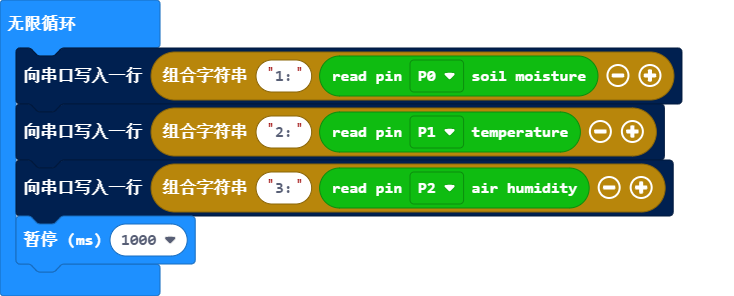 无限循环
向串口写入一行 组合字符串 "1:" read pin P0 soil moisture
向串口写入一行 组合字符串 "2:" read pin P1 temperature
向串口写入一行 组合字符串 "3:" read pin P2 air humidity
暂停 (ms) 1000